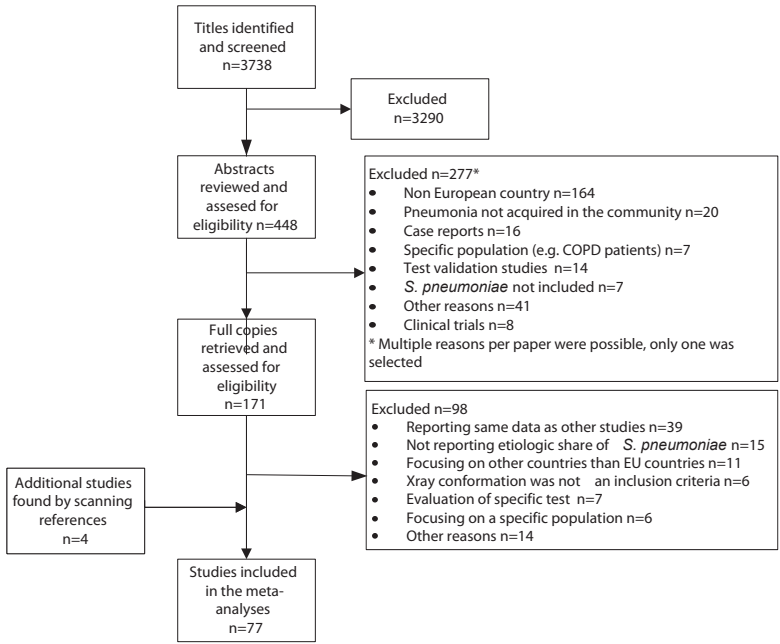 Titles identified
and screened
n=3738
Excluded
n=3290
Abstracts
reviewed and
assesed for
eligibility n=448
Excluded n=277*
• Non European country n=164
• Pneumonia not acquired in the community n=20
• Case reports n=16
• Specific population (e.g. COPD patients) n=7
• Test validation studies n=14
• S. pneumoniae not included n=7
• Other reasons n=41
• Clinical trials n=8
* Multiple reasons per paper were possible, only one was
selected
Full copies
retrieved and
assessed for
eligibility
n=171
Excluded n=98
• Reporting same data as other studies n=39
• Not reporting etiologic share of S. pneumoniae n=15
• Focusing on other countries than EU countries n=11
• Xray conformation was not an inclusion criteria n=6
• Evaluation of specific test n=7
• Focusing on a specific population n=6
• Other reasons n=14
Additional studies
found by scanning
references
n=4
Studies included
in the meta-
analyses
n=77